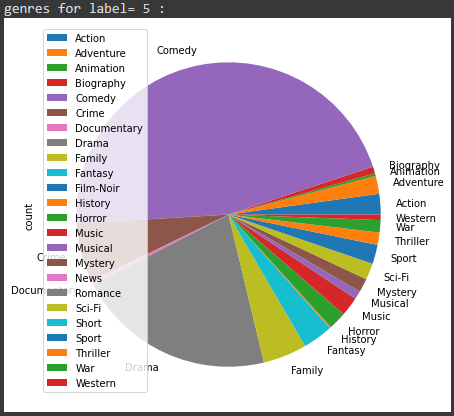 genres for label= 5 :
Action
Adventure
Animation
Biography
Comedy
Crime
Documentary
Drama
Family
Fantasy
Film-Noir
History
Horror
Music
Musical
Mystery
News
Romance
Sci-Fi
Short
Sport
Thriller
War
Western
count
Comedy
Biography
Animation
Adventure
Action
Western
War
Thriller
Sport
Sci-Fi
Mystery
Musical
Music
Horror
History
Fantasy
Family
Drama